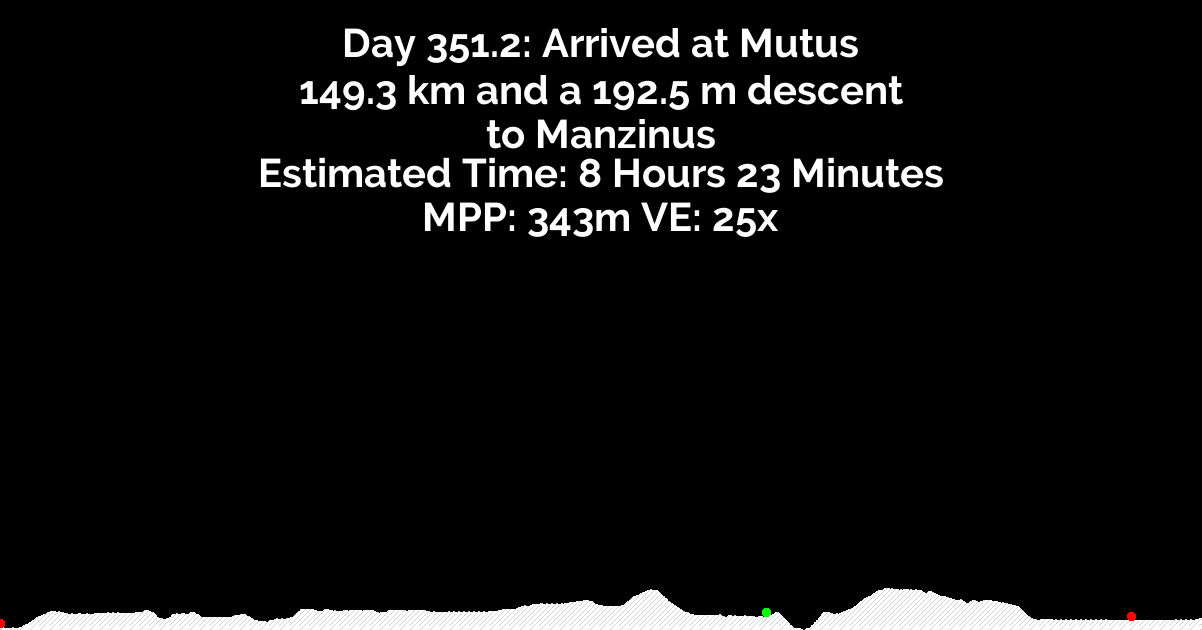 Day 351.2: Arrived at Mutus
149.3 km and a 192.5 m descent
to Manzinus
Estimated Time: 8 Hours 23 Minutes
MPP: 343m VE: 25x